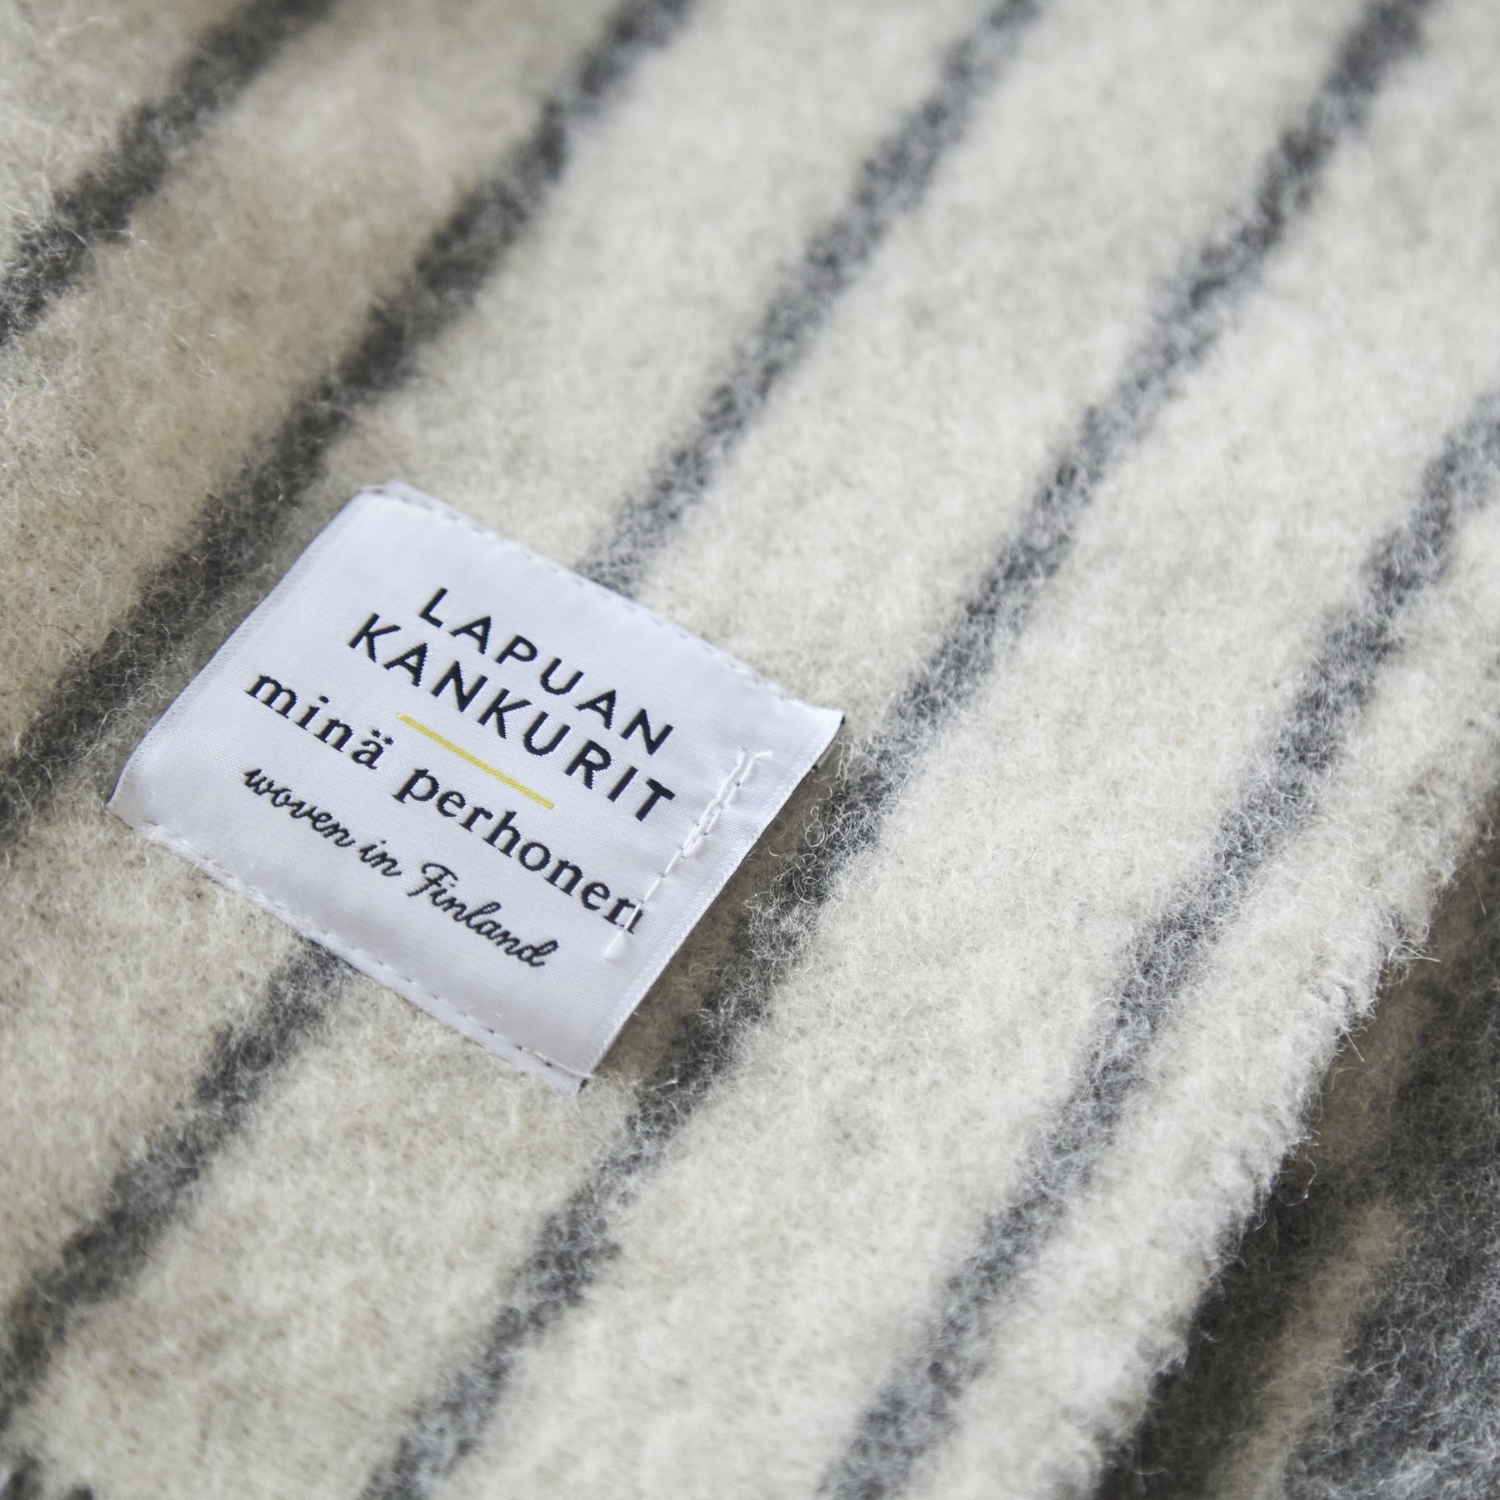 LAPUAN
KANKURIT
minä perhonen
woven in Finland